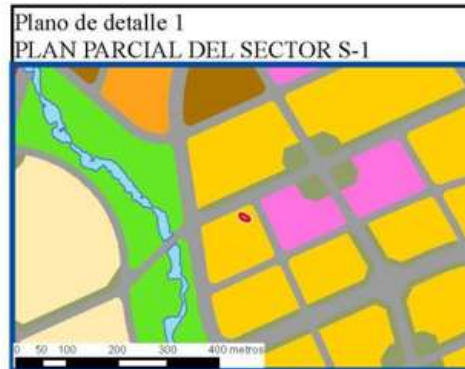 Plano de detalle 1
PLAN PARCIAL DEL SECTOR S-1
0 50 100 200 300 400 metros